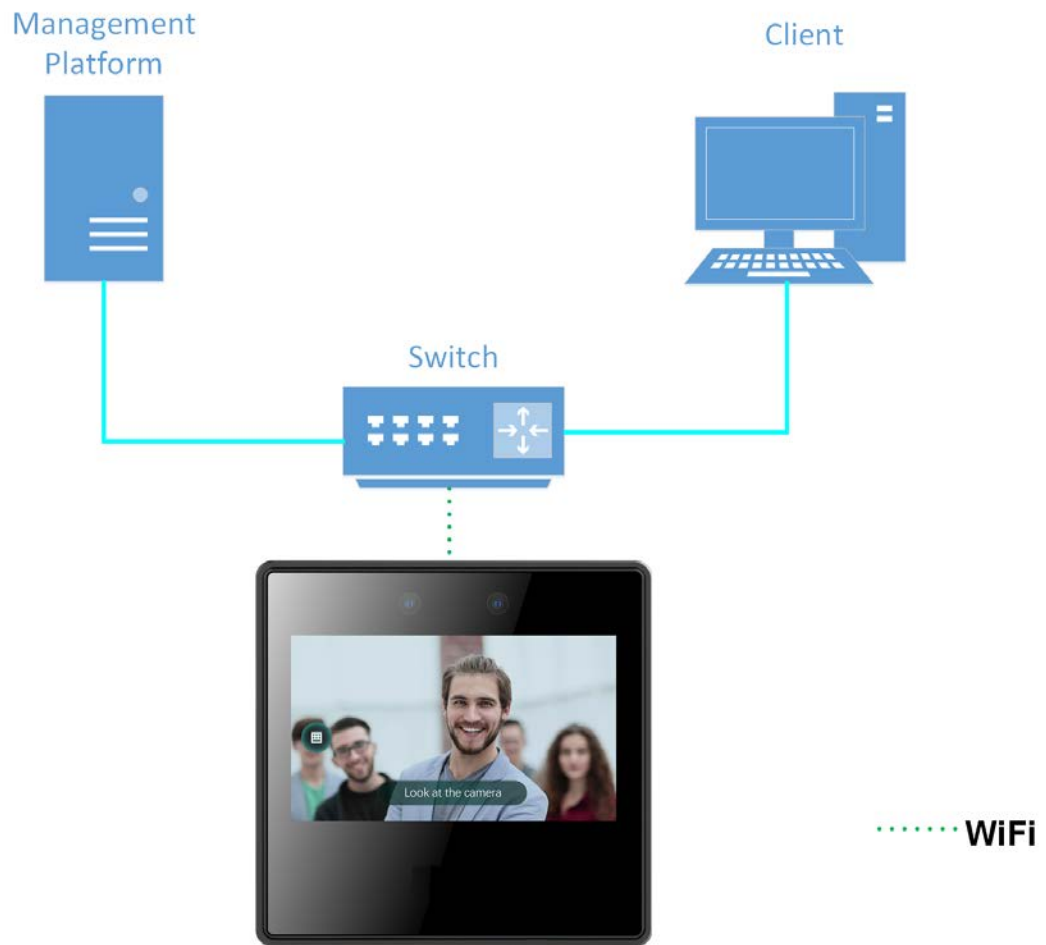 Management
Platform
Client
Switch
Look at the camera
WiFi